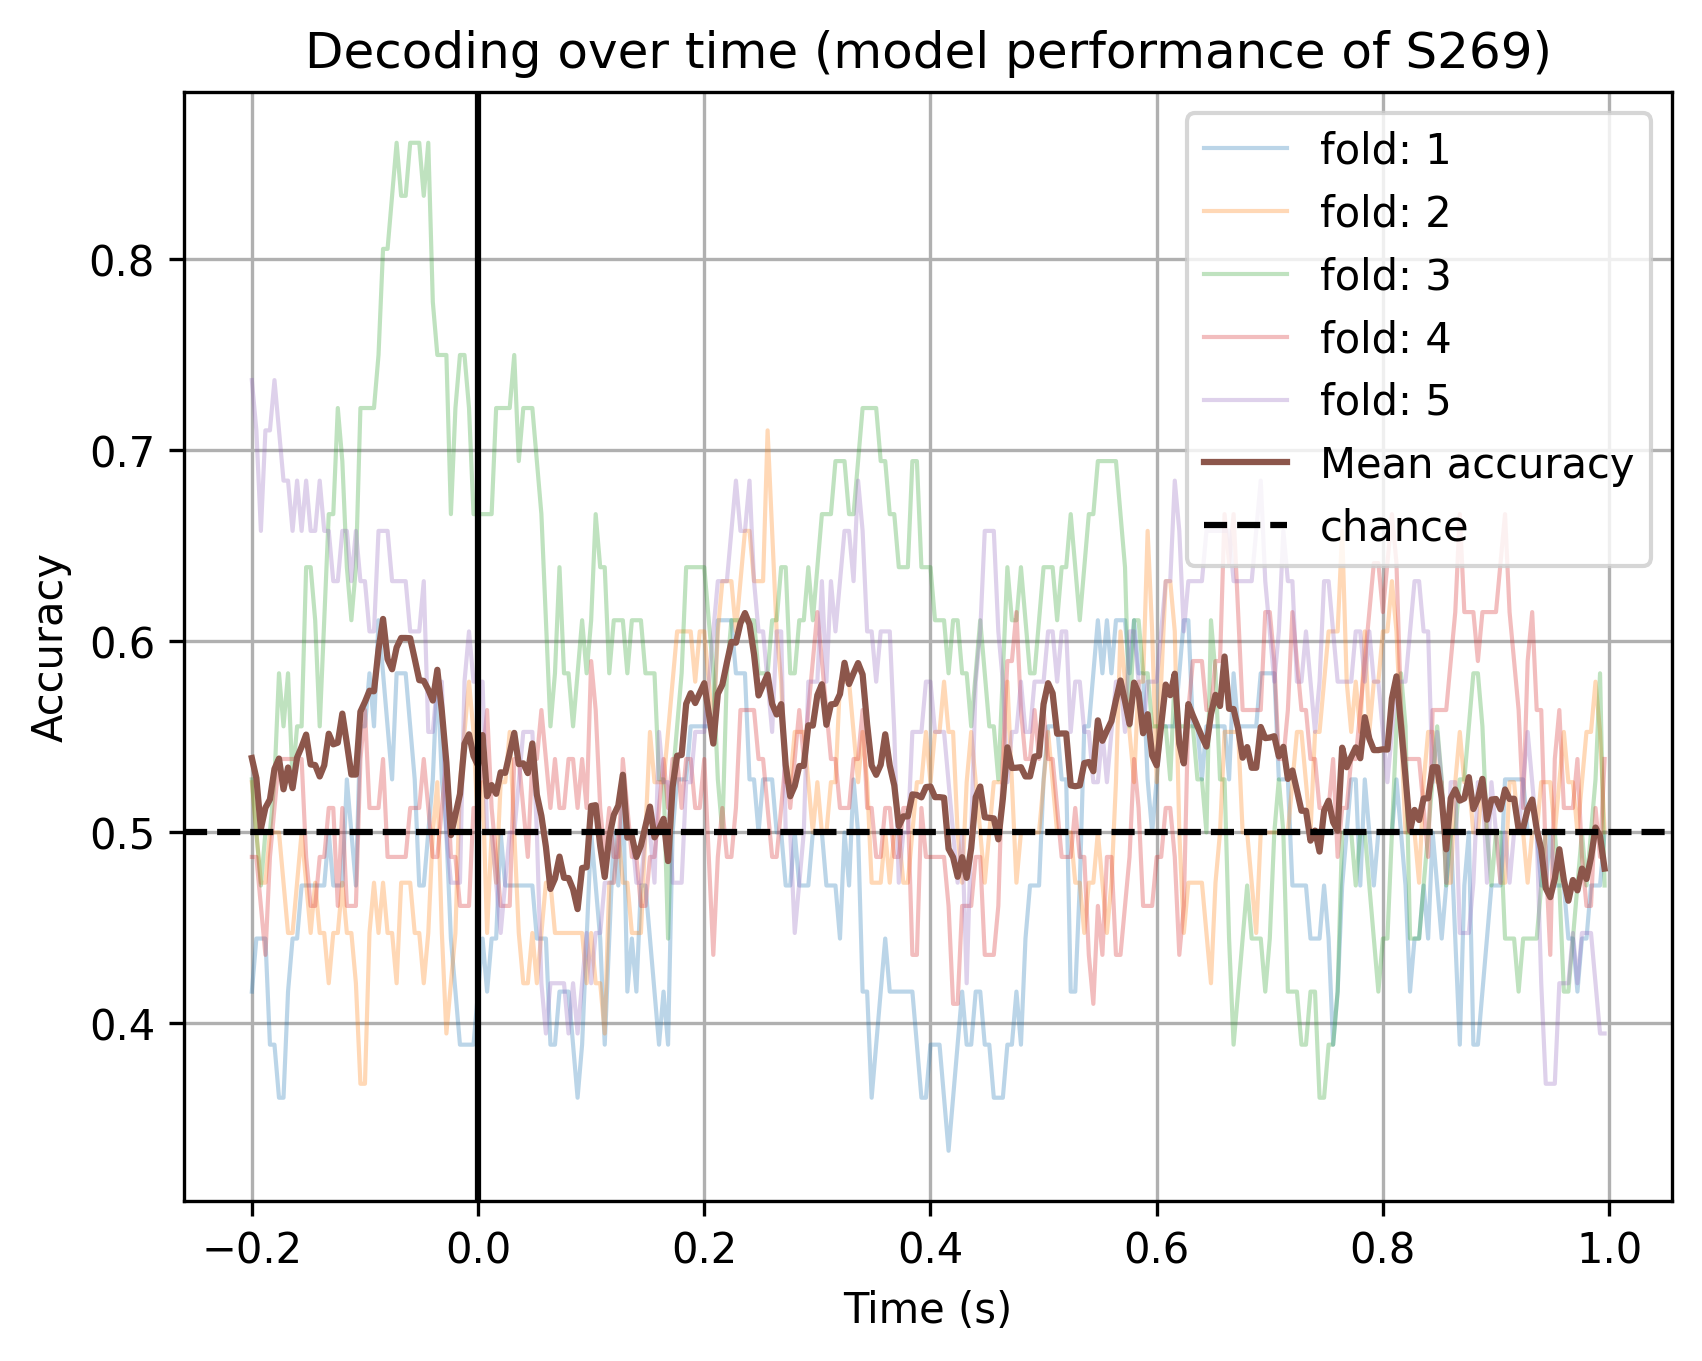 Decoding over time (model performance of S269)
fold: 1
fold: 2
fold: 3
fold: 4
fold: 5
Mean accuracy
chance
Accuracy
0.8
0.7
0.6
0.5
0.4
−0.2 0.0 0.2 0.4 0.6 0.8 1.0
Time (s)